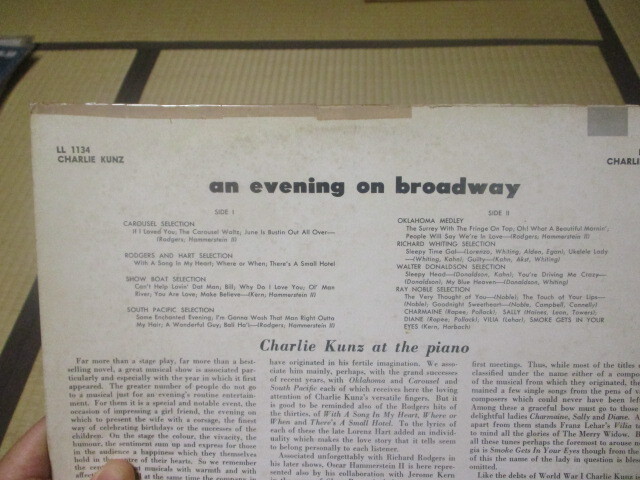 LL 1134
CHARLIE KUNZ
CHARLIE
an evening on broadway
SIDE I
CAROUSEL SELECTION
If I Loved You; The Carousel Waltz; June Is Bustin Out All Over—
(Rodgers; Hammerstein II)
RODGERS AND HART SELECTION
With A Song In My Heart; Where or When; There's A Small Hotel
SHOW BOAT SELECTION
Can't Help Lovin' Dat Man; Bill; Why Do I Love You; Ol' Man
River; You Are Love; Make Believe—(Kern; Hammerstein II)
SOUTH PACIFIC SELECTION
Some Enchanted Evening; I'm Gonna Wash That Man Right Outta
My Hair; A Wonderful Guy; Bali Ha'i—(Rodgers, Hammerstein II)
SIDE II
OKLAHOMA MEDLEY
The Surrey With The Fringe On Top; Oh! What A Beautiful Mornin';
People Will Say We're In Love—(Rodgers; Hammerstein II)
RICHARD WHITING SELECTION
Sleepy Time Gal—(Lorenzo, Whiting, Alden, Egan); Ukulele Lady
—(Whiting, Kahn); Guilty—(Kahn, Akst, Whiting)
WALTER DONALDSON SELECTION
Sleepy Head—(Donaldson, Kahn); You're Driving Me Crazy—
(Donaldson); My Blue Heaven—(Donaldson, Whiting)
RAY NOBLE SELECTION
The Very Thought of You—(Noble); The Touch of Your Lips—
(Noble); Goodnight Sweetheart—(Noble, Campbell, Connelly)
CHARMAINE (Rapee, Pollack); SALLY (Haines, Leon, Towers);
DIANE (Rapee, Pollack); VILIA (Lehar); SMOKE GETS IN YOUR
EYES (Kern, Harbach)
Charlie Kunz at the piano
Far more than a stage play, far more than a best-
selling novel, a great musical show is associated par-
ticularly and especially with the year in which it first
appeared. The greater number of people do not go
to a musical just for an evening's routine entertain-
ment. For them it is a special and notable event, the
occasion of impressing a girl friend, the evening on
which to present the wife with a corsage, the finest
way of celebrating birthdays or the successes of the
children. On the stage the colour, the vivacity, the
humour, the sentiment sum up and express for those
in the audience a happiness which they themselves
hold in the centre of their hearts. So we remember
musicals with warmth and with
at the same time the company in
have originated in his fertile imagination. We asso-
ciate him mainly, perhaps, with the grand successes
of recent years, with Oklahoma and Carousel and
South Pacific each of which receives here the loving
attention of Charlie Kunz's versatile fingers. But it
is good to be reminded also of the Rodgers hits of
the thirties, of With A Song In My Heart, Where or
When and There's A Small Hotel. To the lyrics of
each of these the late Lorenz Hart added an individ-
uality which makes the love story that it tells seem
to belong personally to each listener.
Associated unforgettably with Richard Rodgers in
his later shows, Oscar Hammerstein II is here repre-
sented also by his collaboration with Jerome Kern
first meetings. Thus, while most of the titles
classified under the name either of a compo
of the musical from which they originated, the
mained a few single songs from the pens of v
composers which could never have been left
Among these a graceful bow must go to thos
delightful ladies Charmaine, Sally and Diane. A
apart from them stands Franz Lehar's Vilia to
to mind all the glories of The Merry Widow.
all these tunes perhaps the foremost to arouse n
gia is Smoke Gets In Your Eyes though from the
of this the name of the lady in question is bloc
omitted.
Like the debts of World War I Charlie Kunz